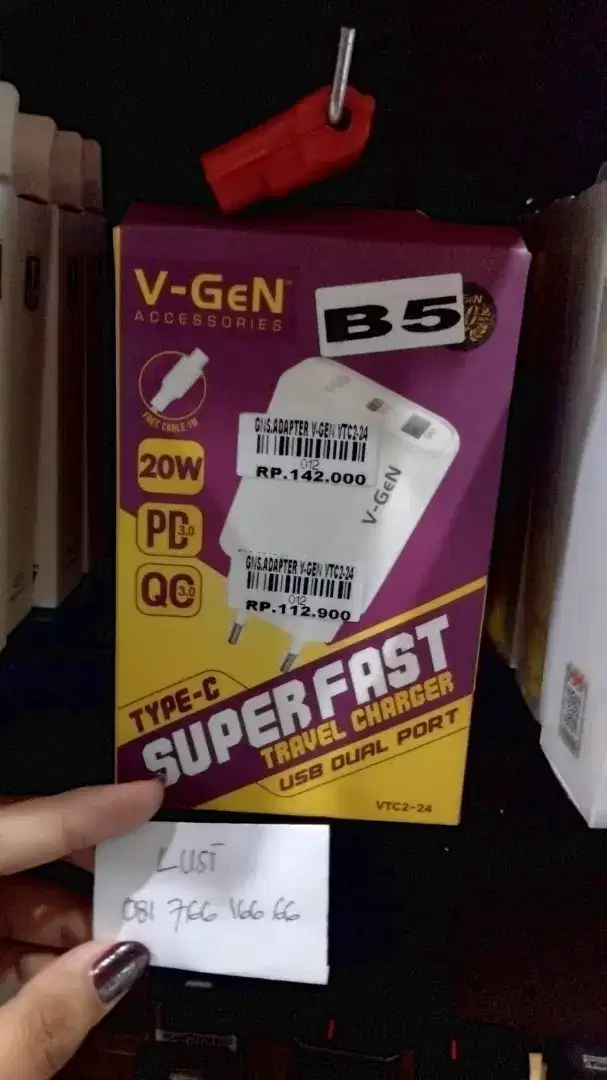 V-GeN
ACCESSORIES
B5
FREE CABLE 1M
20W
PD 3.0
QC 3.0
V-GeN
GNS.ADAPTER V-GEN VTC2-24
012
RP.142.000
GNS.ADAPTER V-GEN VTC2-24
012
RP.112.900
TYPE-C
SUPER FAST
TRAVEL CHARGER
USB DUAL PORT
VTC2-24
LUST
081 766 166 66